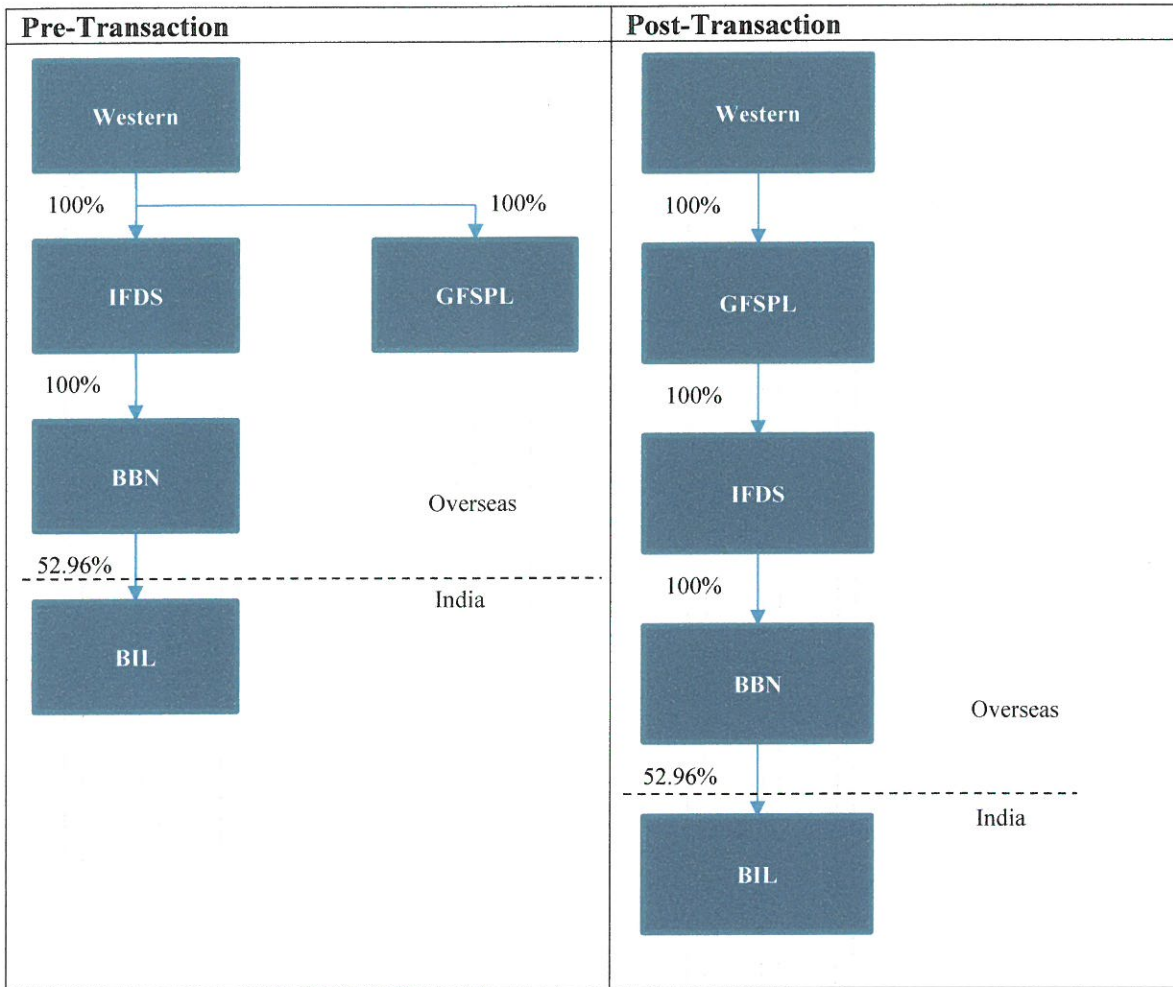 Pre-Transaction
Western
100%
100%
IFDS
GFSPL
100%
BBN
Overseas
52.96%
India
BIL
Post-Transaction
Western
100%
GFSPL
100%
IFDS
100%
BBN
Overseas
52.96%
India
BIL